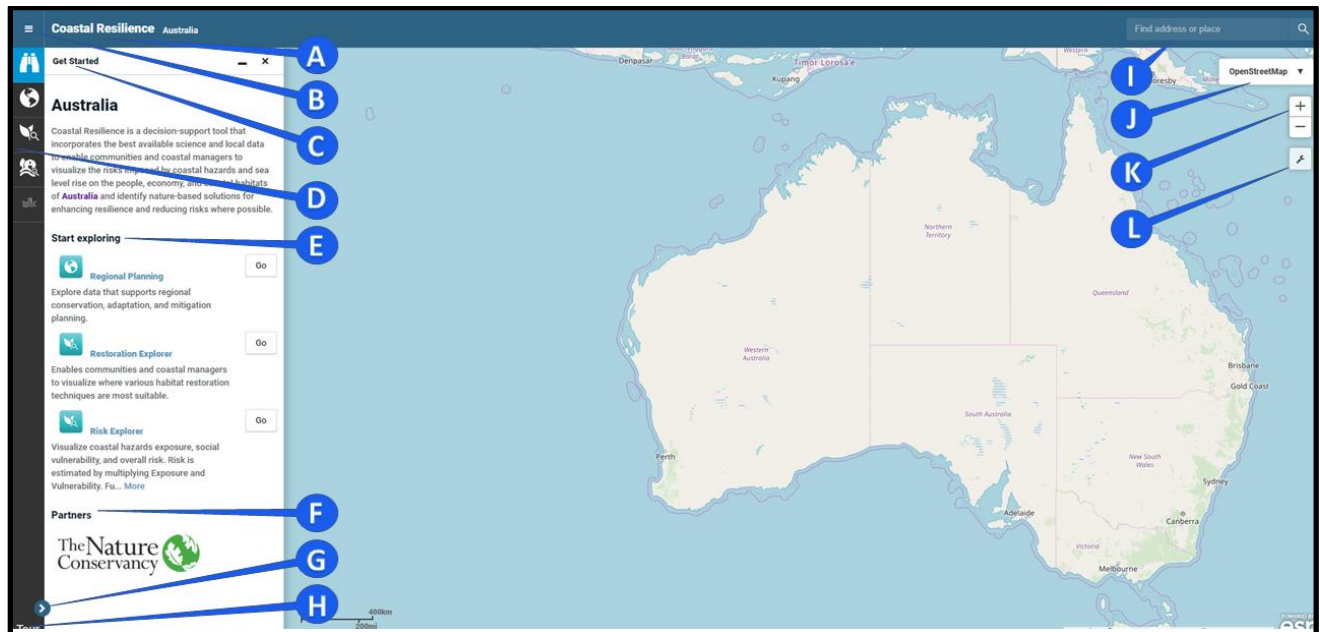 Coastal Resilience Australia
Find address or place
Get Started
Australia
Coastal Resilience is a decision-support tool that
incorporates the best available science and local data
to enable communities and coastal managers to
visualize the risks imposed by coastal hazards and sea
level rise on the people, economy, and coastal habitats
of Australia and identify nature-based solutions for
enhancing resilience and reducing risks where possible.
Start exploring
Regional Planning
Go
Explore data that supports regional
conservation, adaptation, and mitigation
planning.
Restoration Explorer
Go
Enables communities and coastal managers
to visualize where various habitat restoration
techniques are most suitable.
Risk Explorer
Go
Visualize coastal hazards exposure, social
vulnerability, and overall risk. Risk is
estimated by multiplying Exposure and
Vulnerability. Fu... More
Partners
The Nature
Conservancy
Tour
A
B
C
D
E
F
G
H
I
J
K
L
OpenStreetMap
+
−
Denpasar
Timor Lorosa'e
Kupang
Western
Northern
Territory
Queensland
Western
Australia
South Australia
Brisbane
Gold Coast
New South
Wales
Perth
Sydney
Adelaide
Canberra
Victoria
Melbourne
400km
200mi
POWERED BY
esri